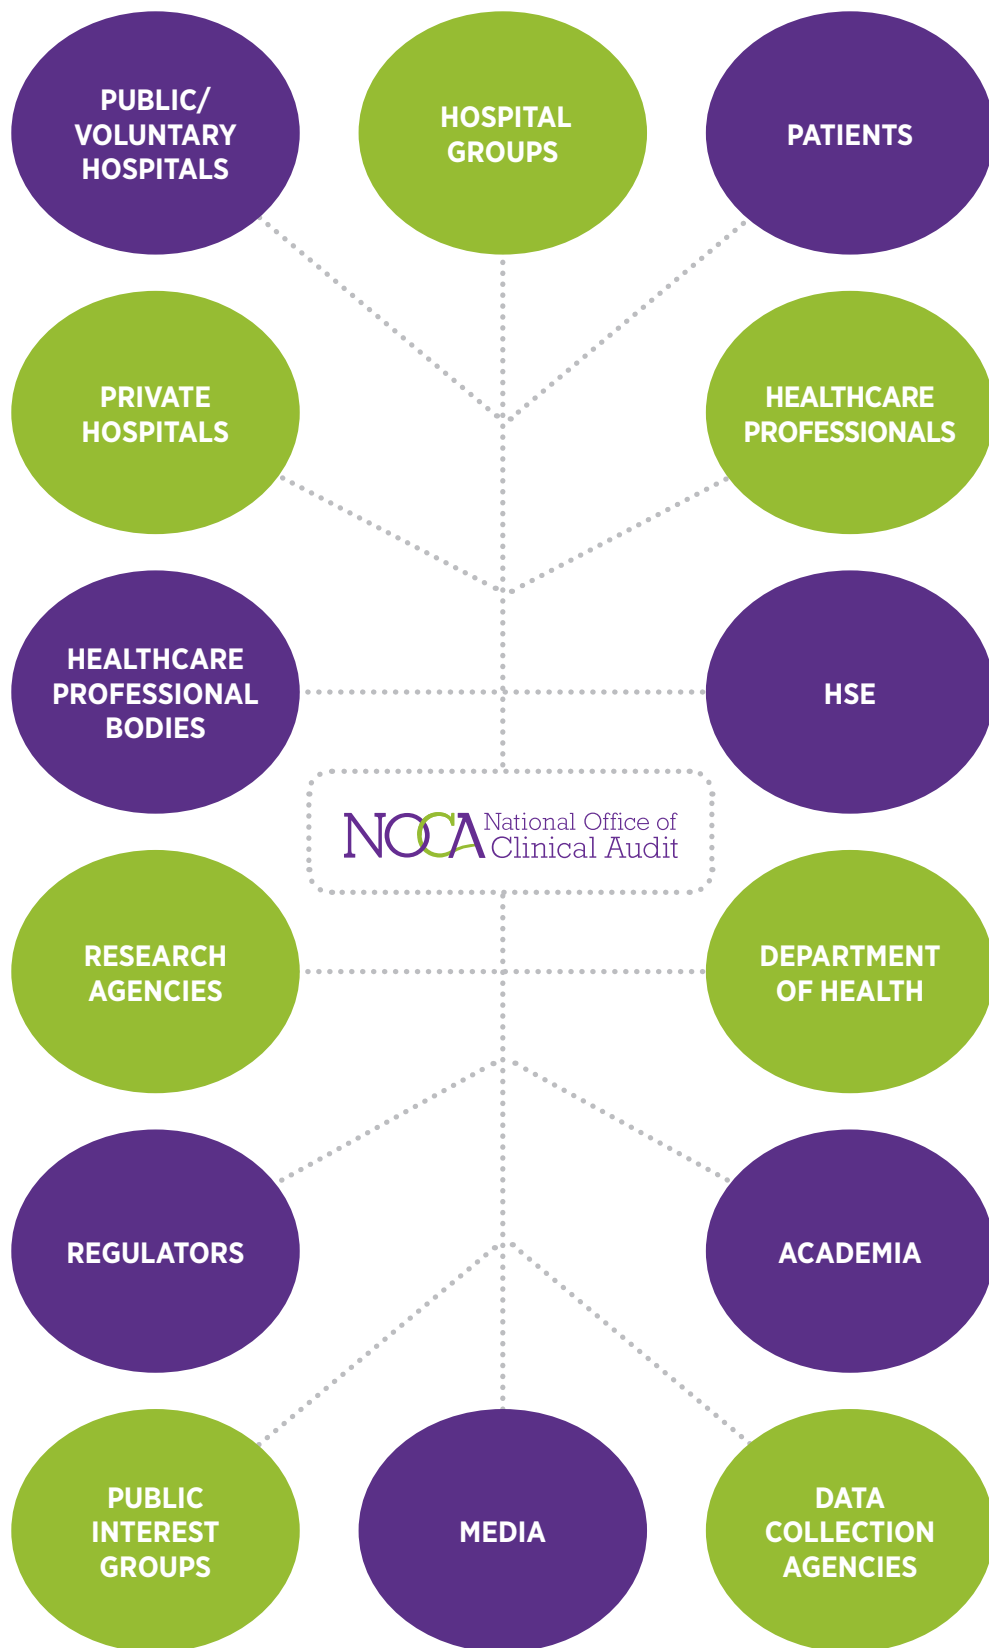 PUBLIC/
VOLUNTARY
HOSPITALS
HOSPITAL
GROUPS
PATIENTS
PRIVATE
HOSPITALS
HEALTHCARE
PROFESSIONALS
HEALTHCARE
PROFESSIONAL
BODIES
HSE
NOCA
National Office of
Clinical Audit
RESEARCH
AGENCIES
DEPARTMENT
OF HEALTH
REGULATORS
ACADEMIA
PUBLIC
INTEREST
GROUPS
MEDIA
DATA
COLLECTION
AGENCIES